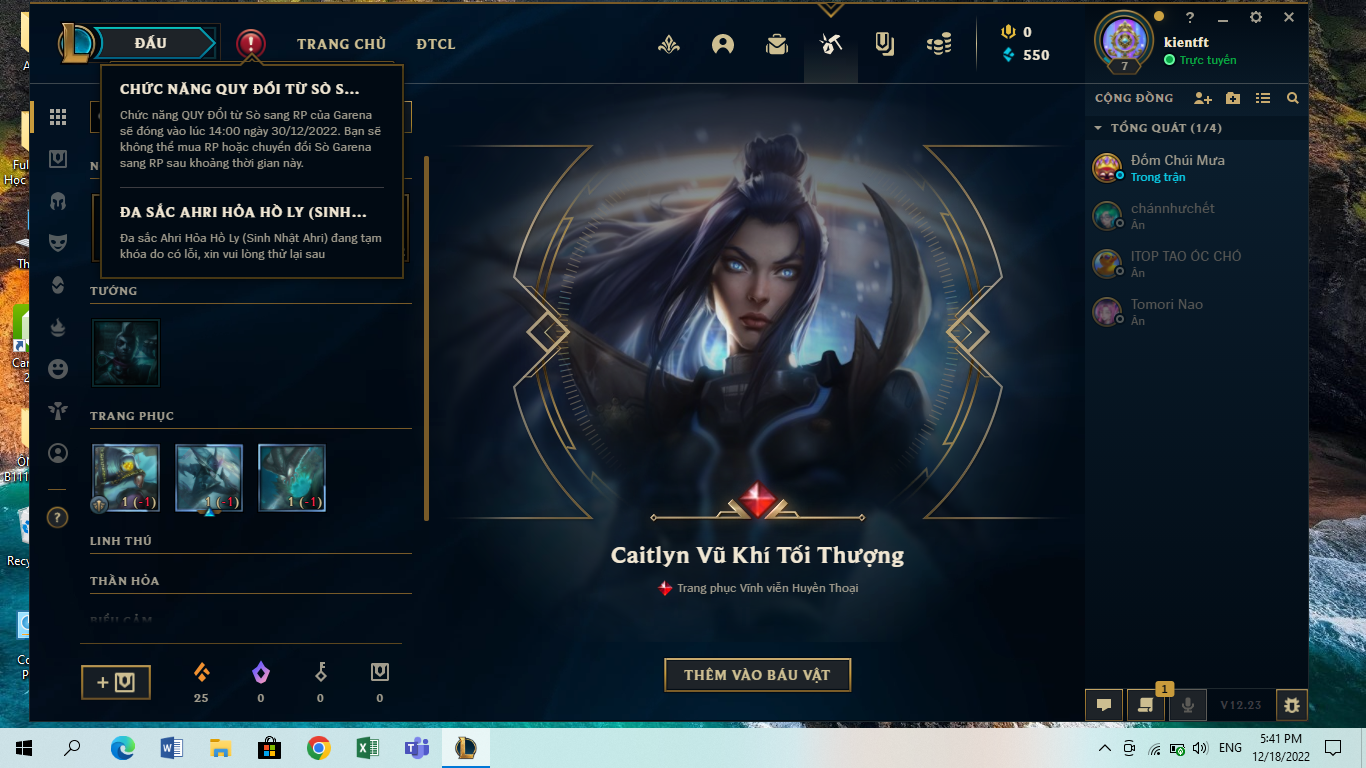 ĐẤU
TRANG CHỦ
ĐTCL
0
550
kientft
Trực tuyến
7
CHỨC NĂNG QUY ĐỔI TỪ SÒ S...
Chức năng QUY ĐỔI từ Sò sang RP của Garena
sẽ đóng vào lúc 14:00 ngày 30/12/2022. Bạn sẽ
không thể mua RP hoặc chuyển đổi Sò Garena
sang RP sau khoảng thời gian này.
ĐA SẮC AHRI HỎA HỒ LY (SINH...
Đa sắc Ahri Hỏa Hồ Ly (Sinh Nhật Ahri) đang tạm
khóa do có lỗi, xin vui lòng thử lại sau
TƯỚNG
TRANG PHỤC
1 (-1)
1 (-1)
1 (-1)
LINH THÚ
THẦN HỎA
BIỂU CẢM
25
0
0
0
Caitlyn Vũ Khí Tối Thượng
Trang phục Vĩnh viễn Huyền Thoại
THÊM VÀO BÁU VẬT
CỘNG ĐỒNG
TỔNG QUÁT (1/4)
Đốm Chúi Mưa
Trong trận
chánnhưchết
Ẩn
ITOP TAO ÓC CHÓ
Ẩn
Tomori Nao
Ẩn
1
V12.23
ENG
5:41 PM
12/18/2022